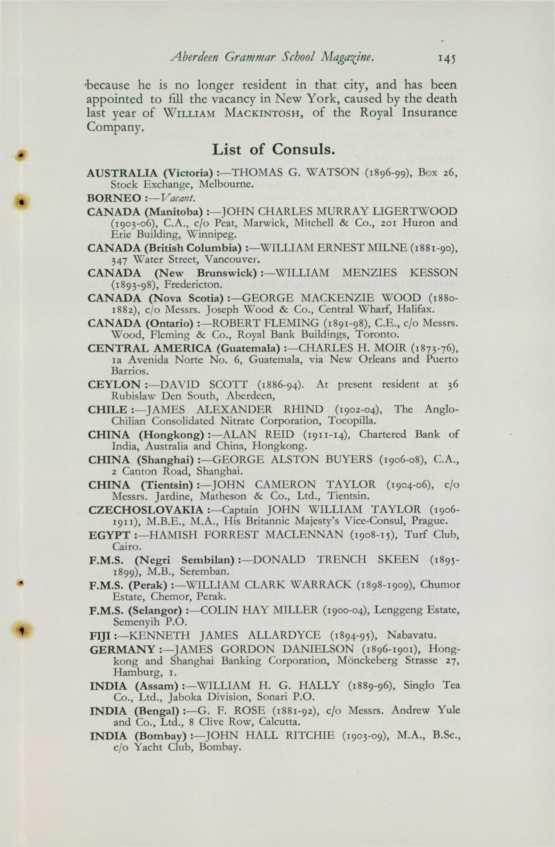 Aberdeen Grammar School Magazine. 145
because he is no longer resident in that city, and has been
appointed to fill the vacancy in New York, caused by the death
last year of WILLIAM MACKINTOSH, of the Royal Insurance
Company.
List of Consuls.
AUSTRALIA (Victoria) :—THOMAS G. WATSON (1896-99), Box 26,
Stock Exchange, Melbourne.
BORNEO :—Vacant.
CANADA (Manitoba) :—JOHN CHARLES MURRAY LIGERTWOOD
(1903-06), C.A., c/o Peat, Marwick, Mitchell & Co., 201 Huron and
Erie Building, Winnipeg.
CANADA (British Columbia) :—WILLIAM ERNEST MILNE (1881-90),
347 Water Street, Vancouver.
CANADA (New Brunswick) :—WILLIAM MENZIES KESSON
(1893-98), Fredericton.
CANADA (Nova Scotia) :—GEORGE MACKENZIE WOOD (1880-
1882), c/o Messrs. Joseph Wood & Co., Central Wharf, Halifax.
CANADA (Ontario) :—ROBERT FLEMING (1891-98), C.E., c/o Messrs.
Wood, Fleming & Co., Royal Bank Buildings, Toronto.
CENTRAL AMERICA (Guatemala) :—CHARLES H. MOIR (1873-76),
1a Avenida Norte No. 6, Guatemala, via New Orleans and Puerto
Barrios.
CEYLON :—DAVID SCOTT (1886-94). At present resident at 36
Rubislaw Den South, Aberdeen,
CHILE :—JAMES ALEXANDER RHIND (1902-04), The Anglo-
Chilian Consolidated Nitrate Corporation, Tocopilla.
CHINA (Hongkong) :—ALAN REID (1911-14), Chartered Bank of
India, Australia and China, Hongkong.
CHINA (Shanghai) :—GEORGE ALSTON BUYERS (1906-08), C.A.,
2 Canton Road, Shanghai.
CHINA (Tientsin) :—JOHN CAMERON TAYLOR (1904-06), c/o
Messrs. Jardine, Matheson & Co., Ltd., Tientsin.
CZECHOSLOVAKIA :—Captain JOHN WILLIAM TAYLOR (1906-
1911), M.B.E., M.A., His Britannic Majesty's Vice-Consul, Prague.
EGYPT :—HAMISH FORREST MACLENNAN (1908-15), Turf Club,
Cairo.
F.M.S. (Negri Sembilan) :—DONALD TRENCH SKEEN (1895-
1899), M.B., Seremban.
F.M.S. (Perak) :—WILLIAM CLARK WARRACK (1898-1909), Chumor
Estate, Chemor, Perak.
F.M.S. (Selangor) :—COLIN HAY MILLER (1900-04), Lenggeng Estate,
Semenyih P.O.
FIJI :—KENNETH JAMES ALLARDYCE (1894-95), Nabavatu.
GERMANY :—JAMES GORDON DANIELSON (1896-1901), Hong-
kong and Shanghai Banking Corporation, Mönckeberg Strasse 27,
Hamburg, 1.
INDIA (Assam) :—WILLIAM H. G. HALLY (1889-96), Singlo Tea
Co., Ltd., Jaboka Division, Sonari P.O.
INDIA (Bengal) :—G. F. ROSE (1881-92), c/o Messrs. Andrew Yule
and Co., Ltd., 8 Clive Row, Calcutta.
INDIA (Bombay) :—JOHN HALL RITCHIE (1903-09), M.A., B.Sc.,
c/o Yacht Club, Bombay.